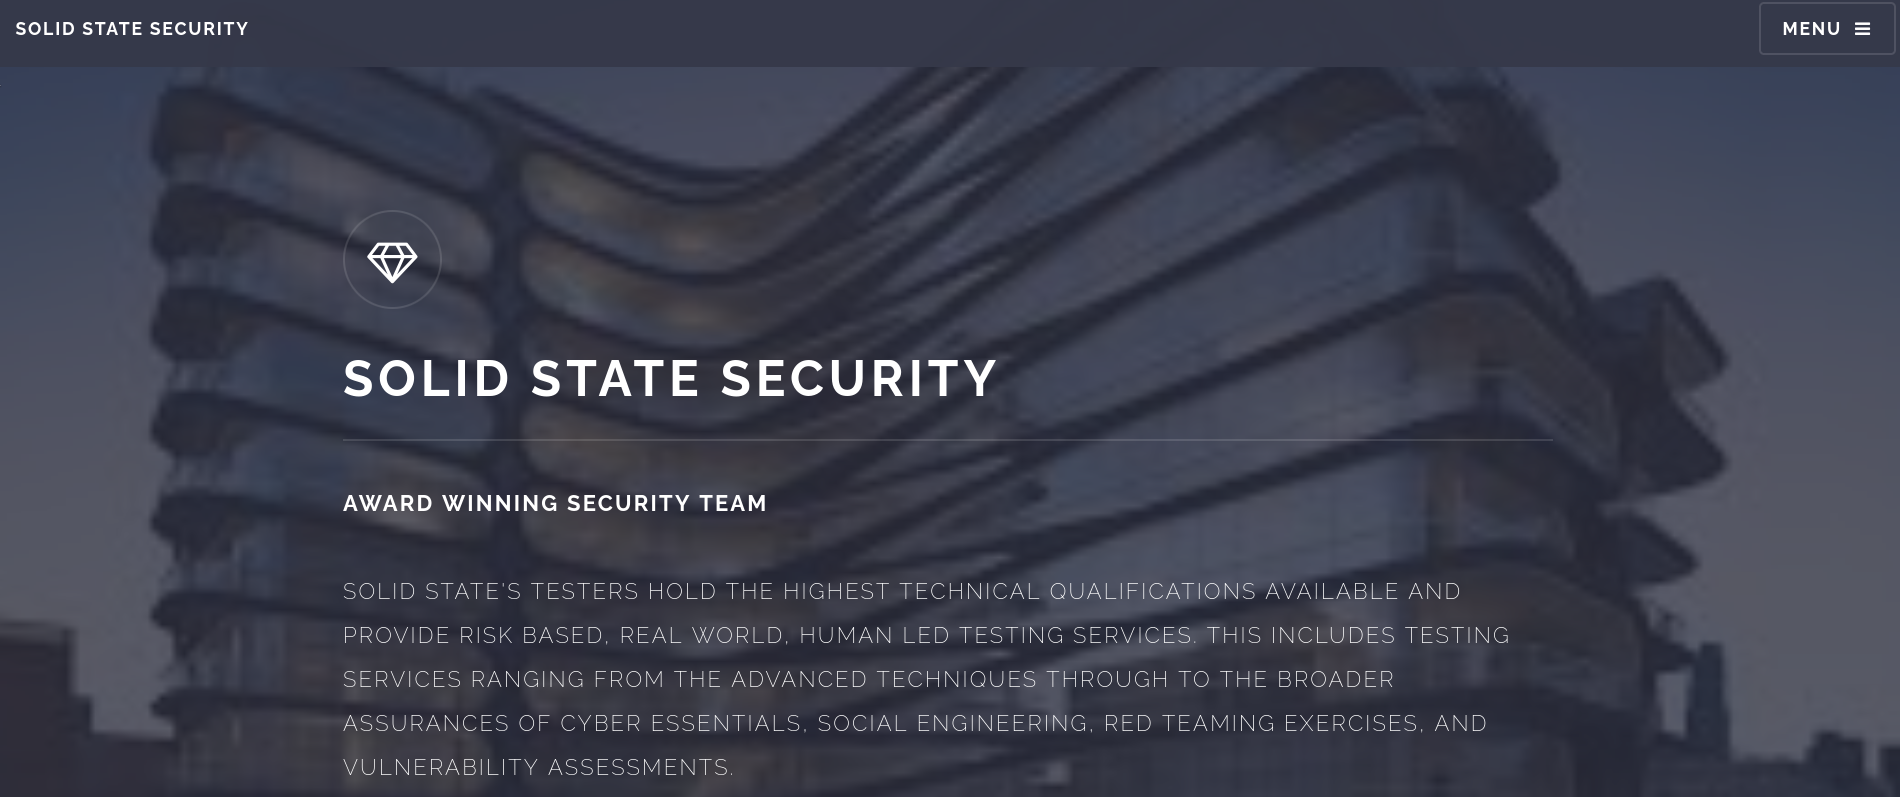 SOLID STATE SECURITY
MENU
SOLID STATE SECURITY
AWARD WINNING SECURITY TEAM
SOLID STATE'S TESTERS HOLD THE HIGHEST TECHNICAL QUALIFICATIONS AVAILABLE AND
PROVIDE RISK BASED, REAL WORLD, HUMAN LED TESTING SERVICES. THIS INCLUDES TESTING
SERVICES RANGING FROM THE ADVANCED TECHNIQUES THROUGH TO THE BROADER
ASSURANCES OF CYBER ESSENTIALS, SOCIAL ENGINEERING, RED TEAMING EXERCISES, AND
VULNERABILITY ASSESSMENTS.